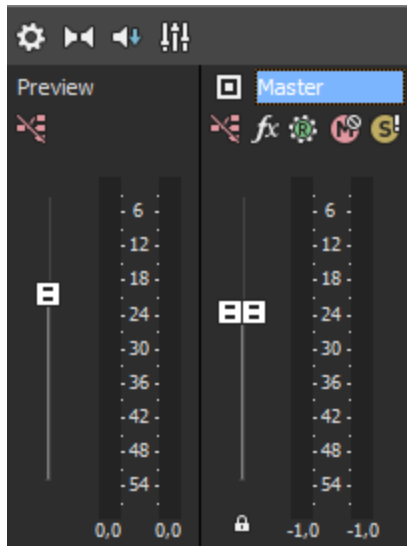 Preview
Master
fx R M S!
- 6 - - 6 -
- 12 - - 12 -
- 18 - - 18 -
- 24 - - 24 -
- 30 - - 30 -
- 36 - - 36 -
- 42 - - 42 -
- 48 - - 48 -
- 54 - - 54 -
0,0 0,0 -1,0 -1,0